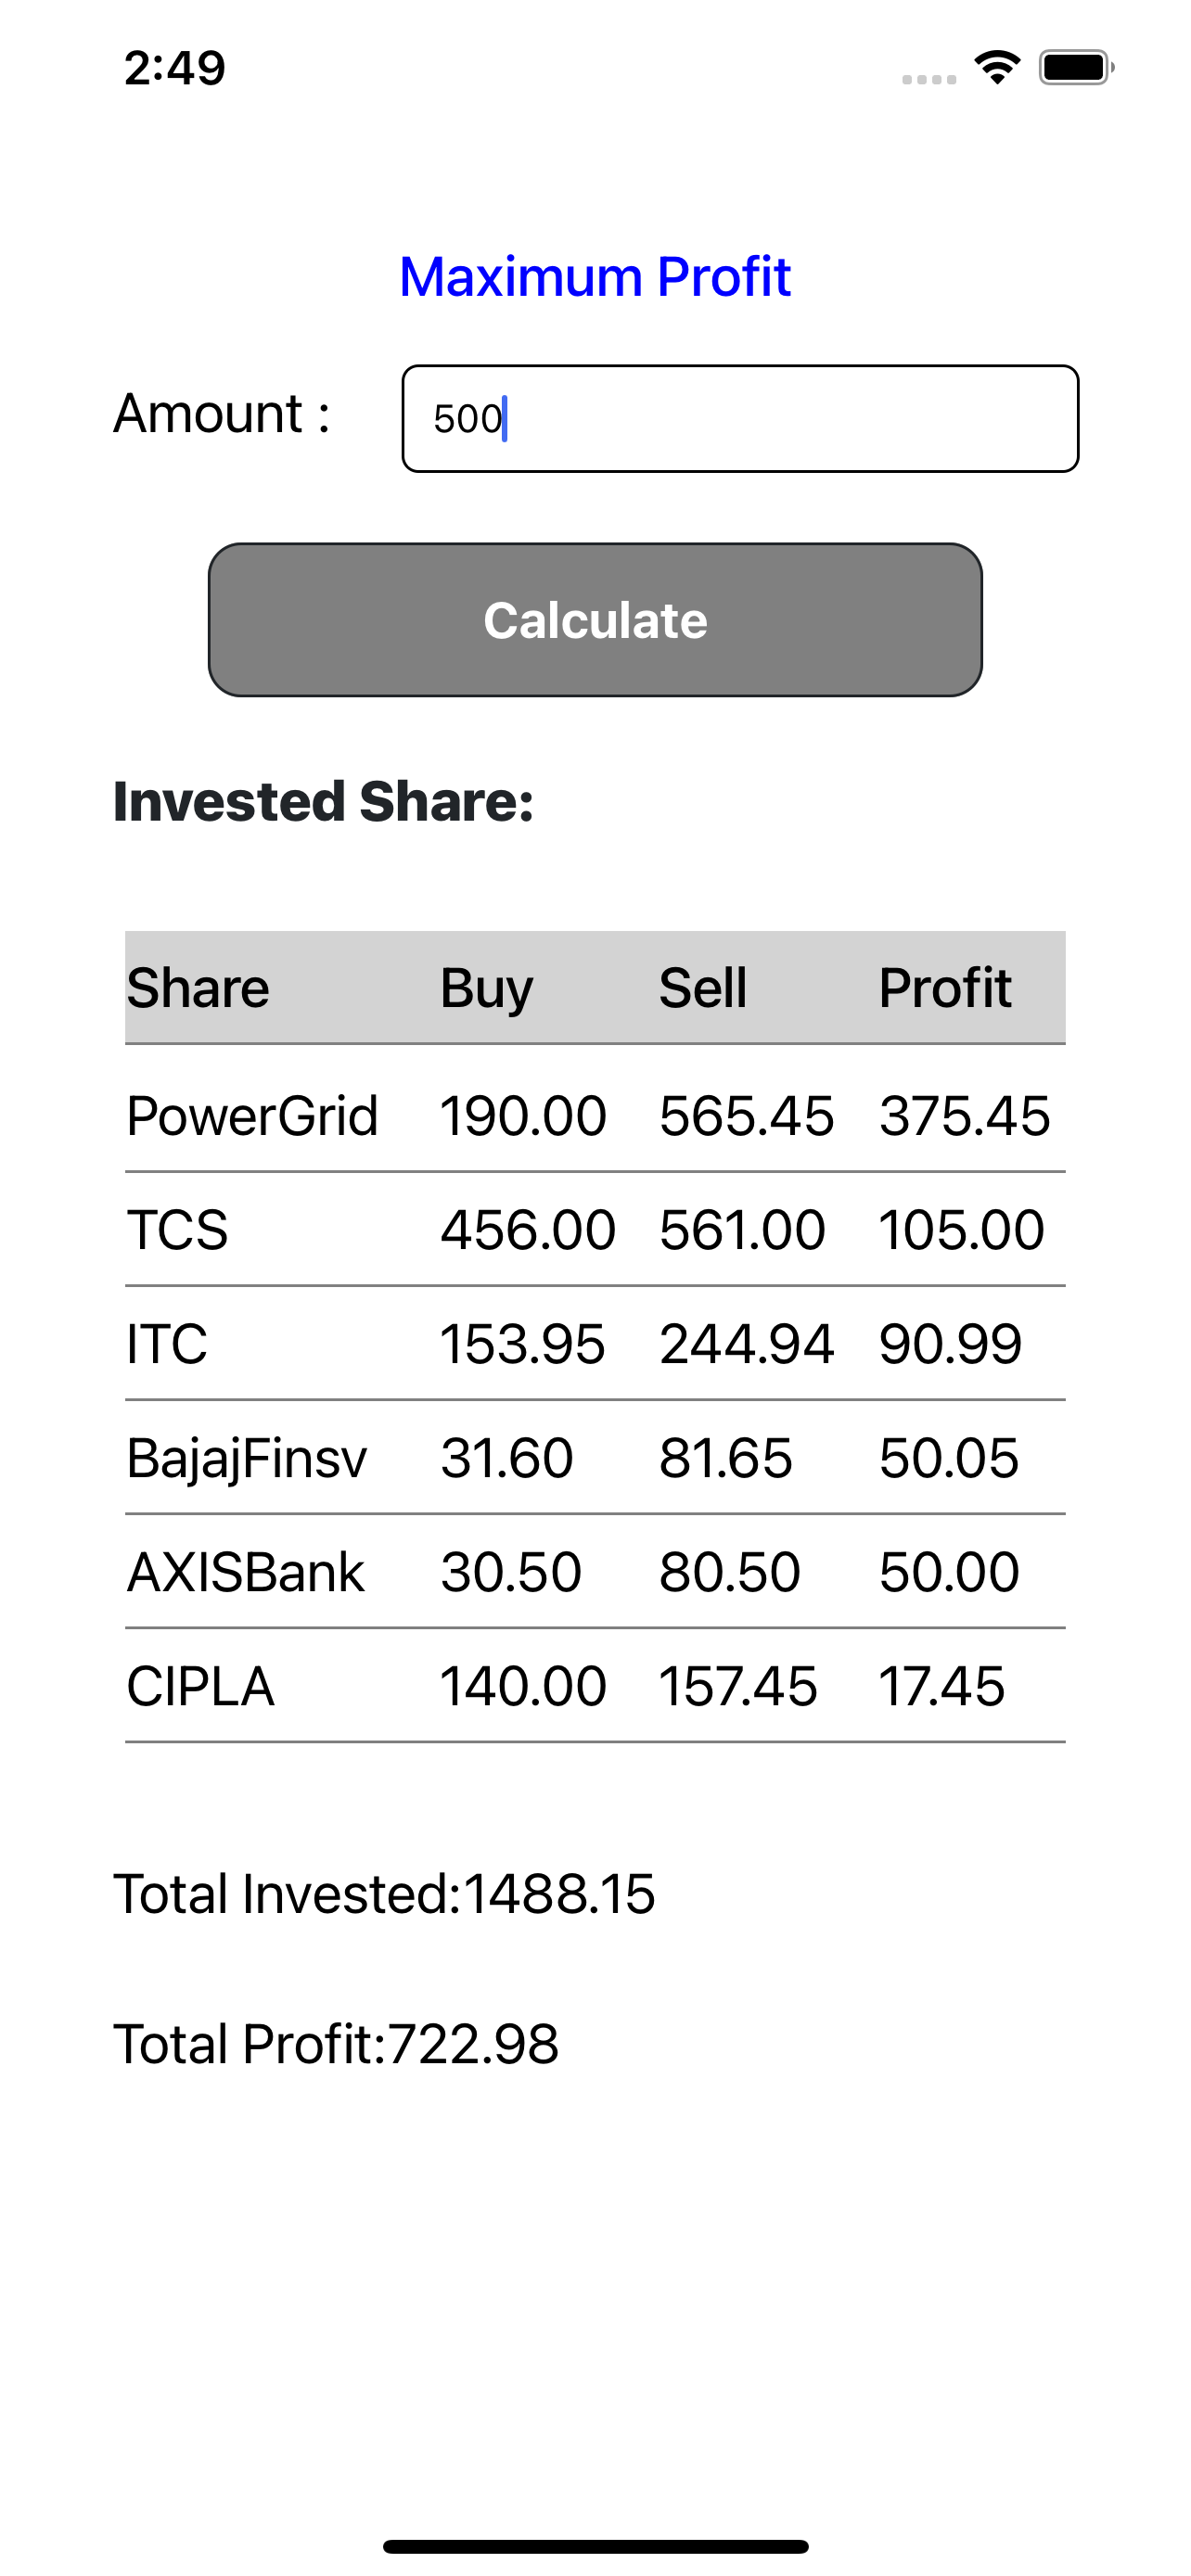 2:49
Maximum Profit
Amount : 500
Calculate
Invested Share:
Share Buy Sell Profit
PowerGrid 190.00 565.45 375.45
TCS 456.00 561.00 105.00
ITC 153.95 244.94 90.99
BajajFinsv 31.60 81.65 50.05
AXISBank 30.50 80.50 50.00
CIPLA 140.00 157.45 17.45
Total Invested:1488.15
Total Profit:722.98